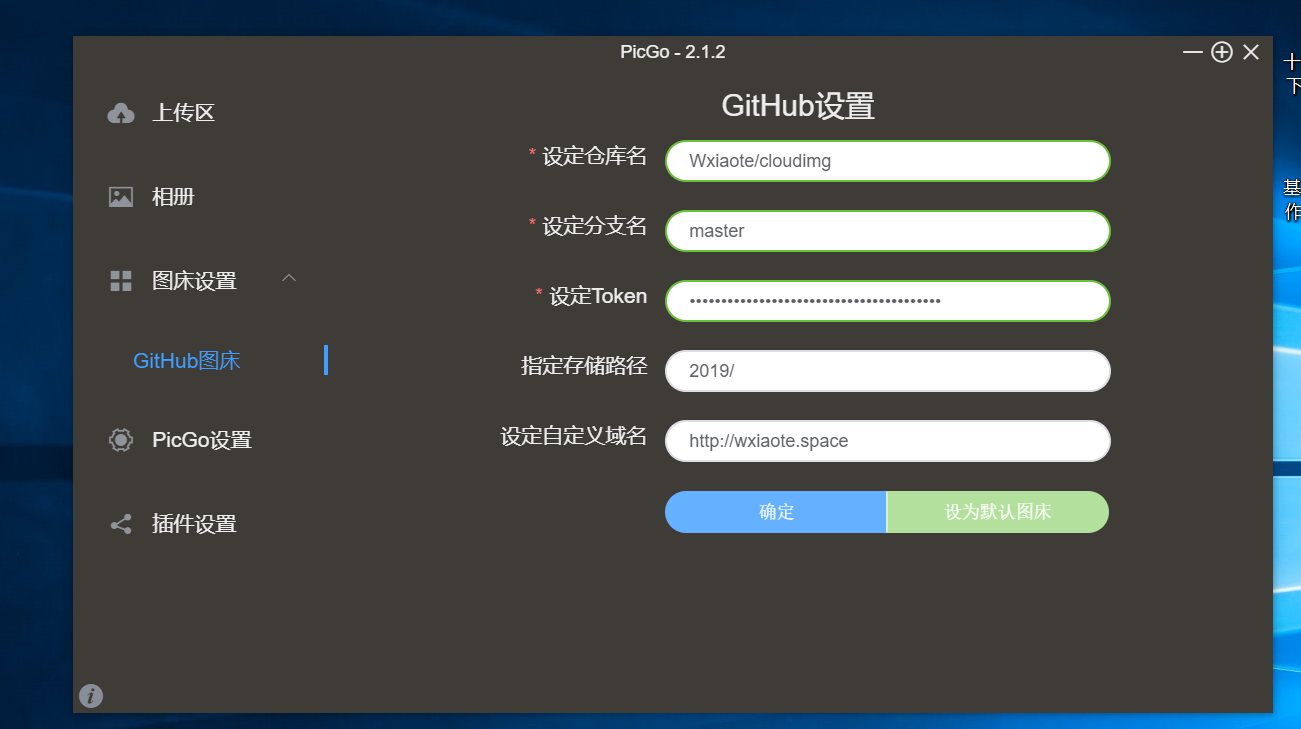 PicGo - 2.1.2
上传区
相册
图床设置
GitHub图床
PicGo设置
插件设置
GitHub设置
* 设定仓库名
Wxiaote/cloudimg
* 设定分支名
master
* 设定Token
••••••••••••••••••••••••••••••••••••••••
指定存储路径
2019/
设定自定义域名
http://wxiaote.space
确定
设为默认图床
i
十
下
基
作